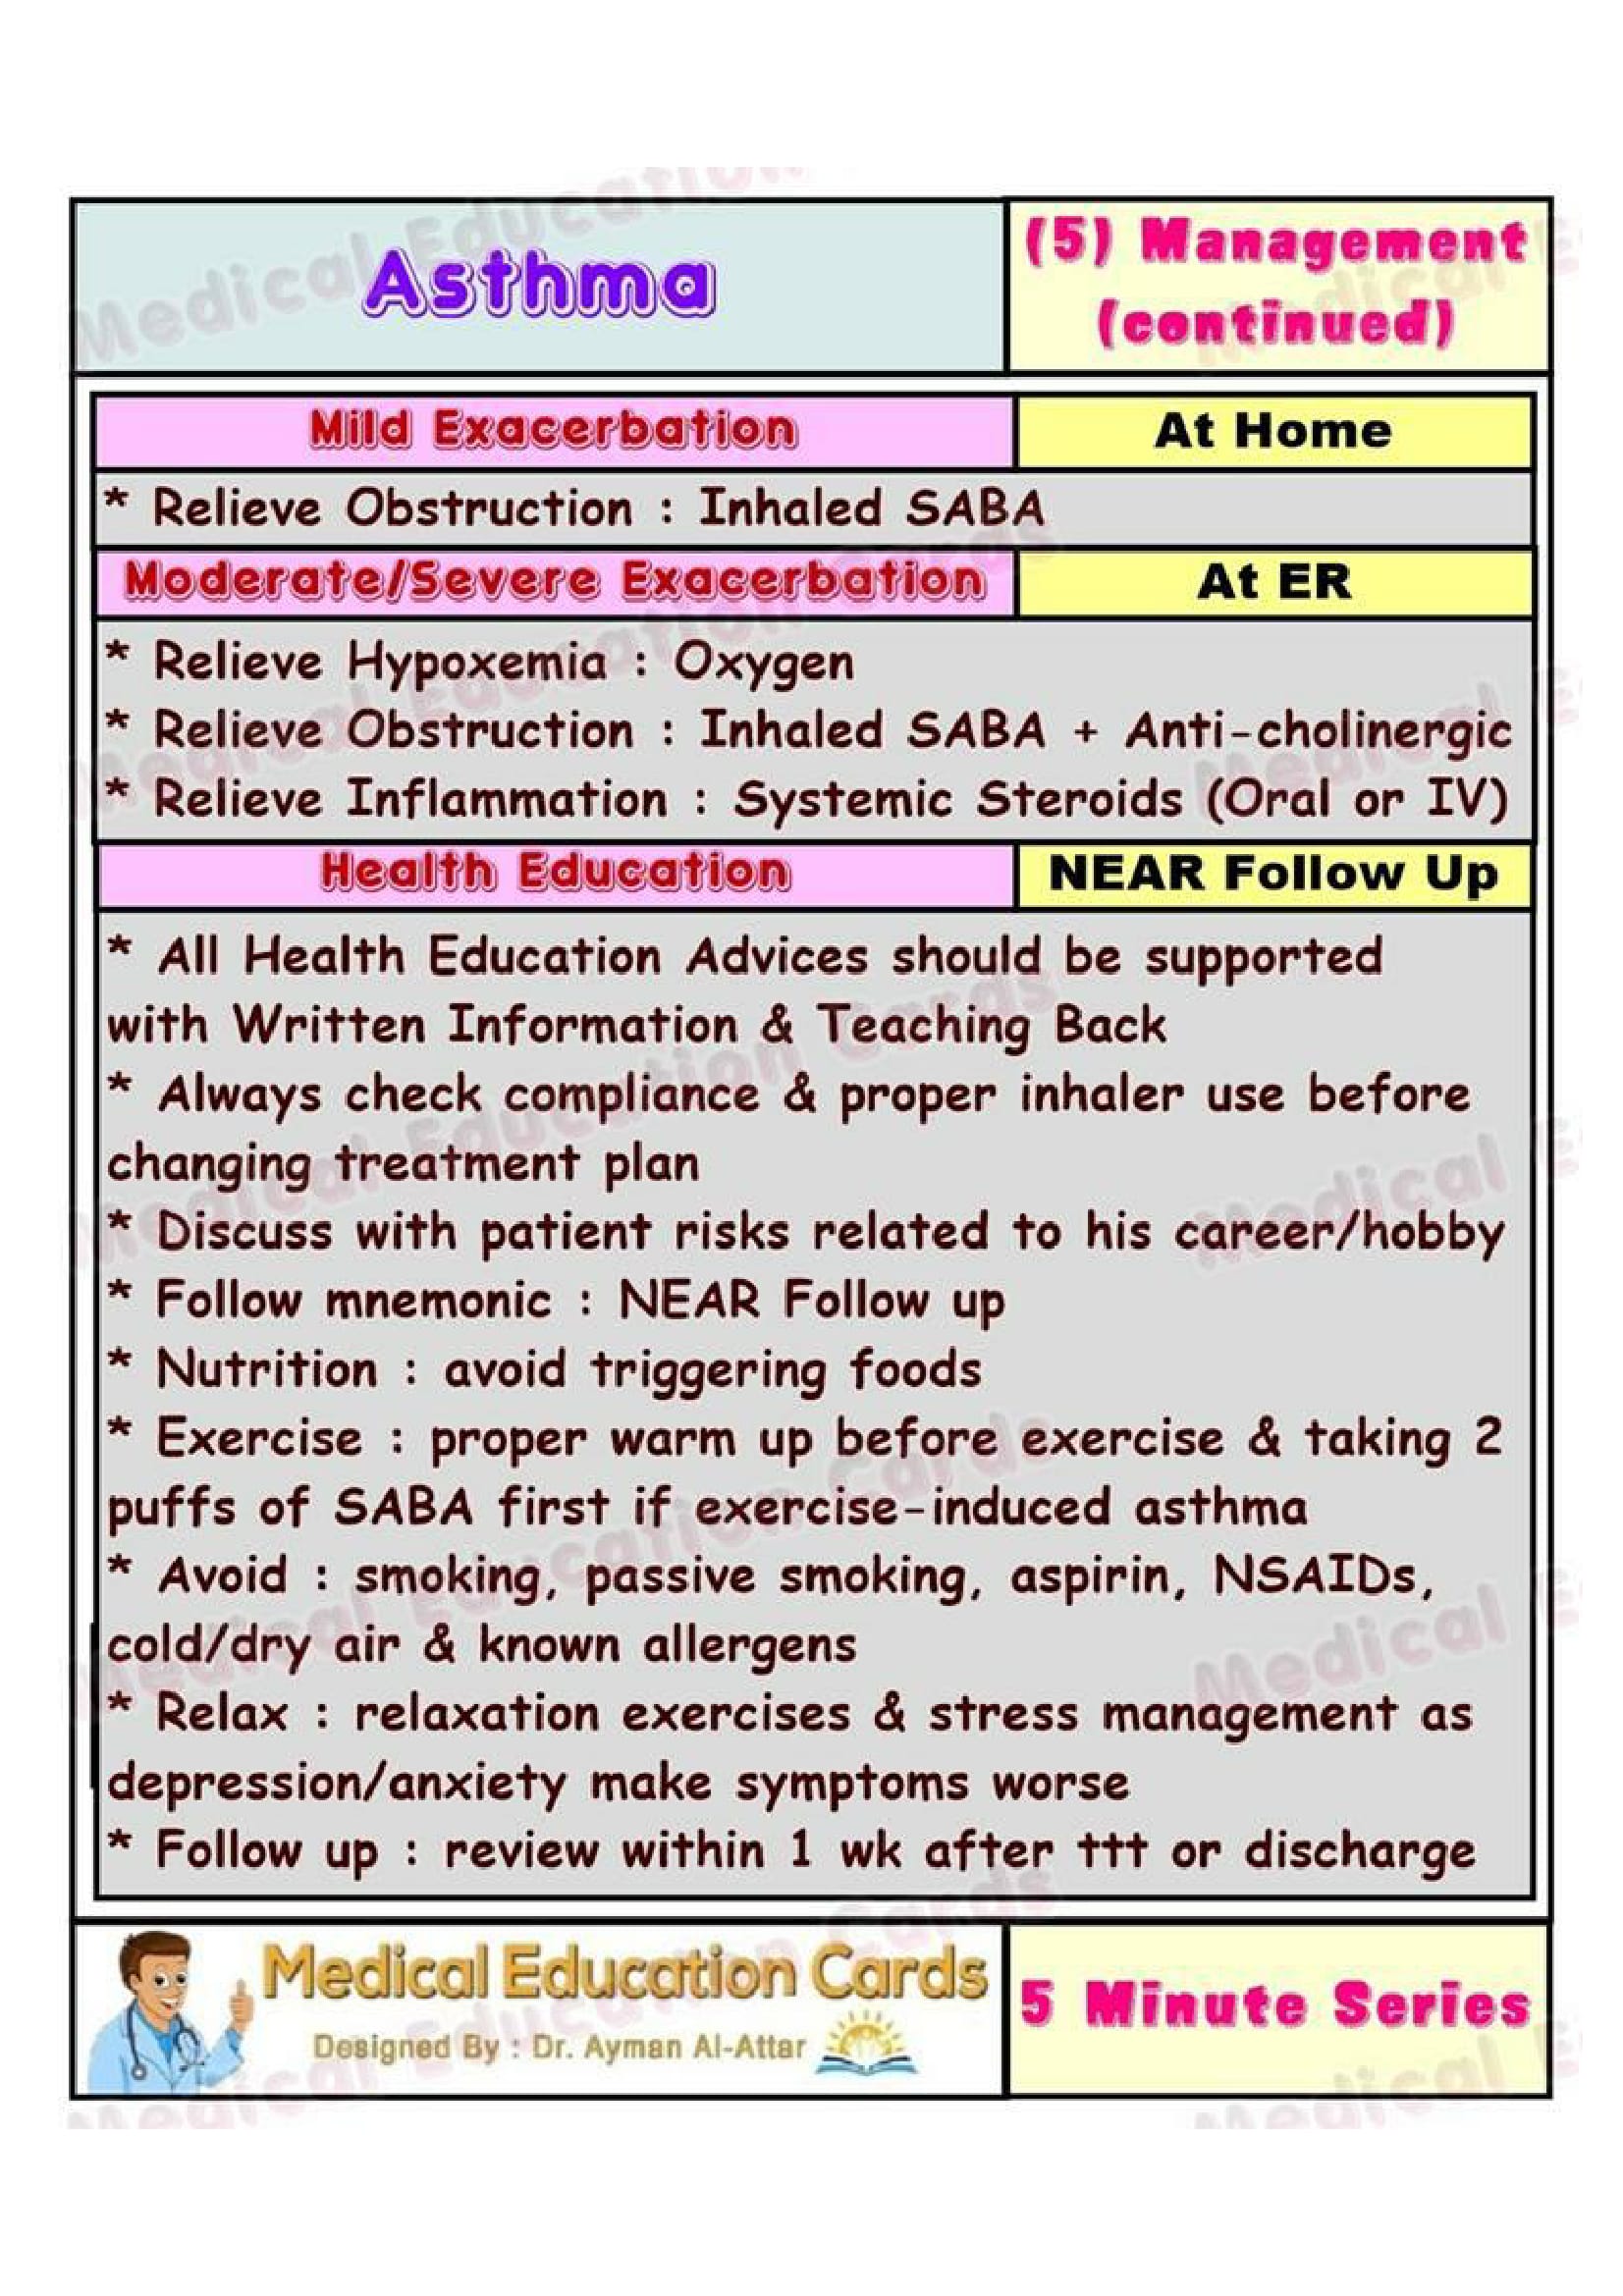 Asthma
(5) Management
(continued)
Mild Exacerbation
At Home
* Relieve Obstruction : Inhaled SABA
Moderate/Severe Exacerbation
At ER
* Relieve Hypoxemia : Oxygen
* Relieve Obstruction : Inhaled SABA + Anti-cholinergic
* Relieve Inflammation : Systemic Steroids (Oral or IV)
Health Education
NEAR Follow Up
* All Health Education Advices should be supported
with Written Information & Teaching Back
* Always check compliance & proper inhaler use before
changing treatment plan
* Discuss with patient risks related to his career/hobby
* Follow mnemonic : NEAR Follow up
* Nutrition : avoid triggering foods
* Exercise : proper warm up before exercise & taking 2
puffs of SABA first if exercise-induced asthma
* Avoid : smoking, passive smoking, aspirin, NSAIDs,
cold/dry air & known allergens
* Relax : relaxation exercises & stress management as
depression/anxiety make symptoms worse
* Follow up : review within 1 wk after ttt or discharge
Medical Education Cards
Designed By : Dr. Ayman Al-Attar
5 Minute Series